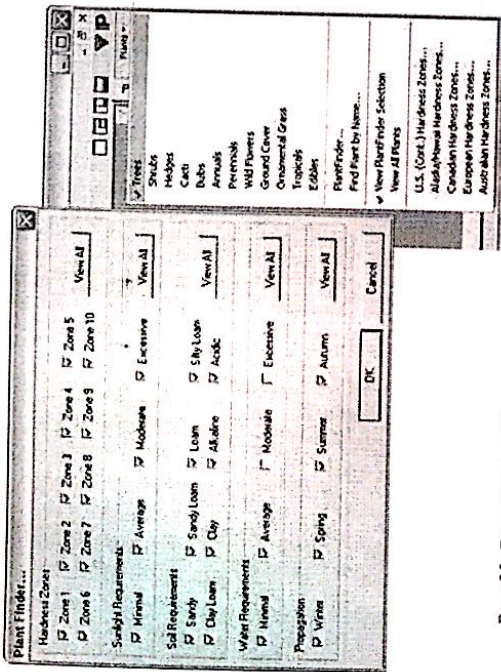 Plant Finder...
Hardness Zones
Zone 1 Zone 2 Zone 3 Zone 4 Zone 5
Zone 6 Zone 7 Zone 8 Zone 9 Zone 10
View All
Sunlight Requirements
Minimal Average Moderate Excessive
View All
Soil Requirements
Sandy Sandy Loam Loam Silty Loam
Clay Loam Clay Alkaline Acidic
View All
Water Requirements
Minimal Average Moderate Excessive
View All
Propagation
Winter Spring Summer Autumn
View All
OK Cancel
Plants
Trees
Shrubs
Hedges
Cacti
Bulbs
Annuals
Perennials
Wild Flowers
Ground Cover
Ornamental Grass
Tropicals
Edibles
PlantFinder...
Find Plant by Name...
View PlantFinder Selection
View All Plants
U.S. (Cont.) Hardiness Zones...
Alaska/Hawaii Hardiness Zones...
Canadian Hardiness Zones...
European Hardiness Zones...
Australian Hardiness Zones...